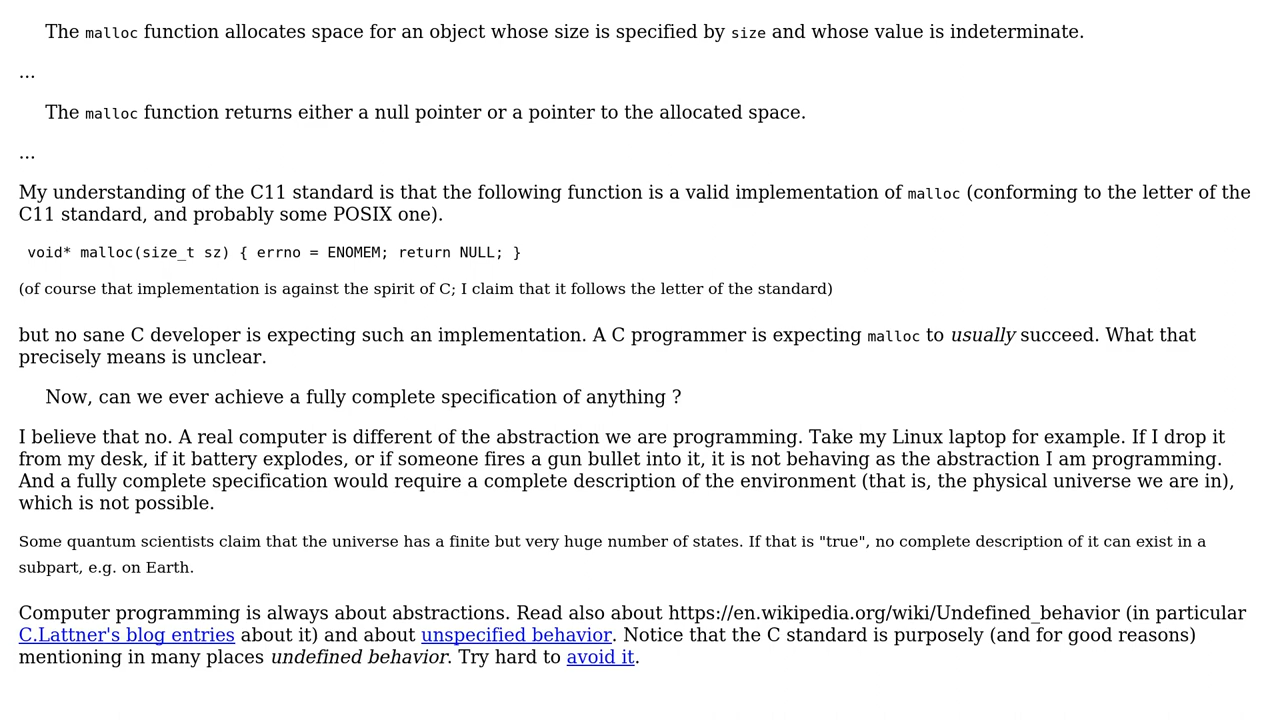 The malloc function allocates space for an object whose size is specified by size and whose value is indeterminate.
...
The malloc function returns either a null pointer or a pointer to the allocated space.
...
My understanding of the C11 standard is that the following function is a valid implementation of malloc (conforming to the letter of the
C11 standard, and probably some POSIX one).
void* malloc(size_t sz) { errno = ENOMEM; return NULL; }
(of course that implementation is against the spirit of C; I claim that it follows the letter of the standard)
but no sane C developer is expecting such an implementation. A C programmer is expecting malloc to usually succeed. What that
precisely means is unclear.
Now, can we ever achieve a fully complete specification of anything ?
I believe that no. A real computer is different of the abstraction we are programming. Take my Linux laptop for example. If I drop it
from my desk, if it battery explodes, or if someone fires a gun bullet into it, it is not behaving as the abstraction I am programming.
And a fully complete specification would require a complete description of the environment (that is, the physical universe we are in),
which is not possible.
Some quantum scientists claim that the universe has a finite but very huge number of states. If that is "true", no complete description of it can exist in a
subpart, e.g. on Earth.
Computer programming is always about abstractions. Read also about https://en.wikipedia.org/wiki/Undefined_behavior (in particular
C.Lattner's blog entries about it) and about unspecified behavior. Notice that the C standard is purposely (and for good reasons)
mentioning in many places undefined behavior. Try hard to avoid it.